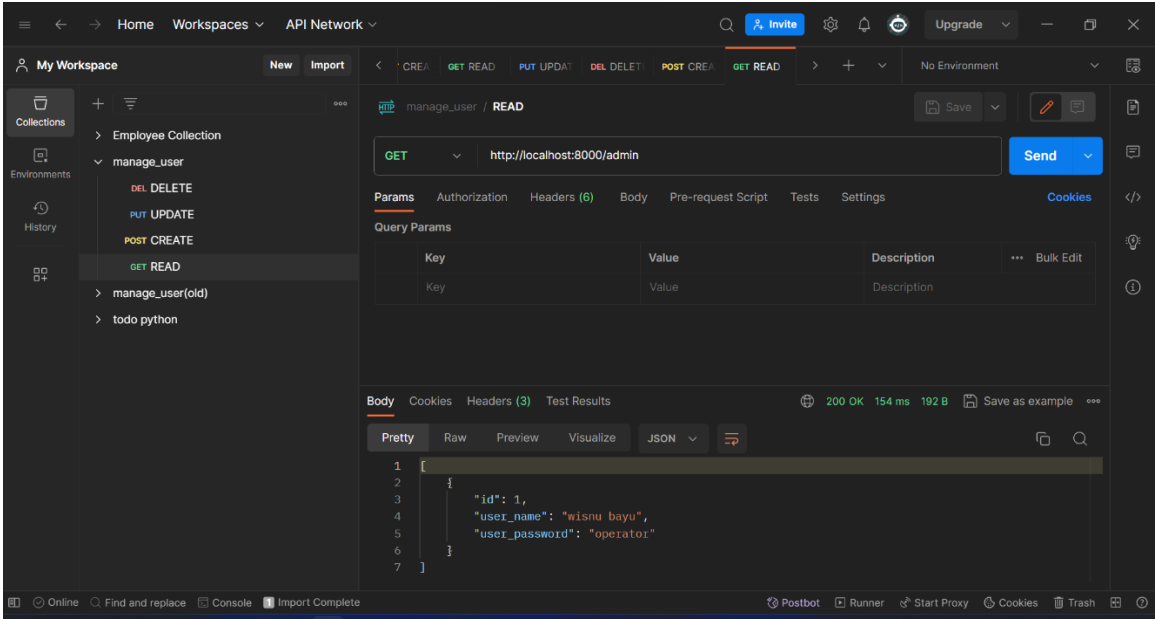 Home Workspaces API Network Invite Upgrade
My Workspace New Import CREA GET READ PUT UPDAT DEL DELET POST CREA GET READ No Environment
Collections
Environments
History
Employee Collection
manage_user
DEL DELETE
PUT UPDATE
POST CREATE
GET READ
manage_user(old)
todo python
HTTP manage_user / READ Save
GET http://localhost:8000/admin Send
Params Authorization Headers (6) Body Pre-request Script Tests Settings Cookies
Query Params
Key Value Description Bulk Edit
Key Value Description
Body Cookies Headers (3) Test Results 200 OK 154 ms 192 B Save as example
Pretty Raw Preview Visualize JSON
1 [
2 {
3 "id": 1,
4 "user_name": "wisnu bayu",
5 "user_password": "operator"
6 }
7 ]
Online Find and replace Console 1 Import Complete Postbot Runner Start Proxy Cookies Trash